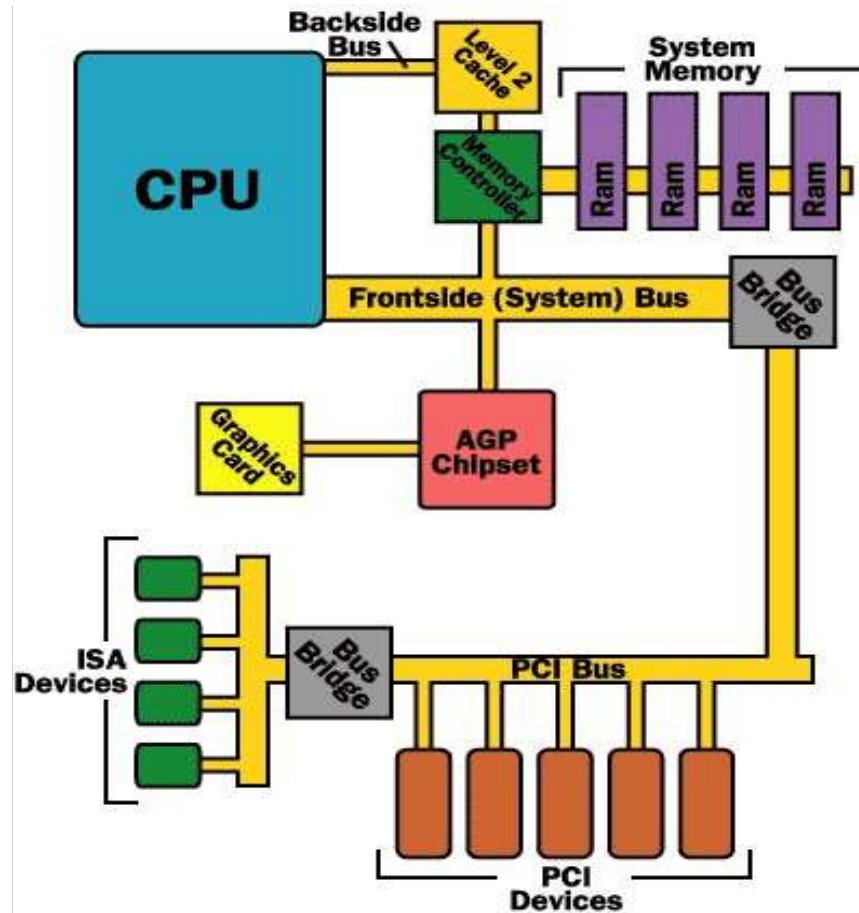 Backside
Bus
Level 2
Cache
System
Memory
CPU
Memory
Controller
Ram
Ram
Ram
Ram
Frontside (System) Bus
Bus
Bridge
Graphics
Card
AGP
Chipset
ISA
Devices
Bus
Bridge
PCI Bus
PCI
Devices